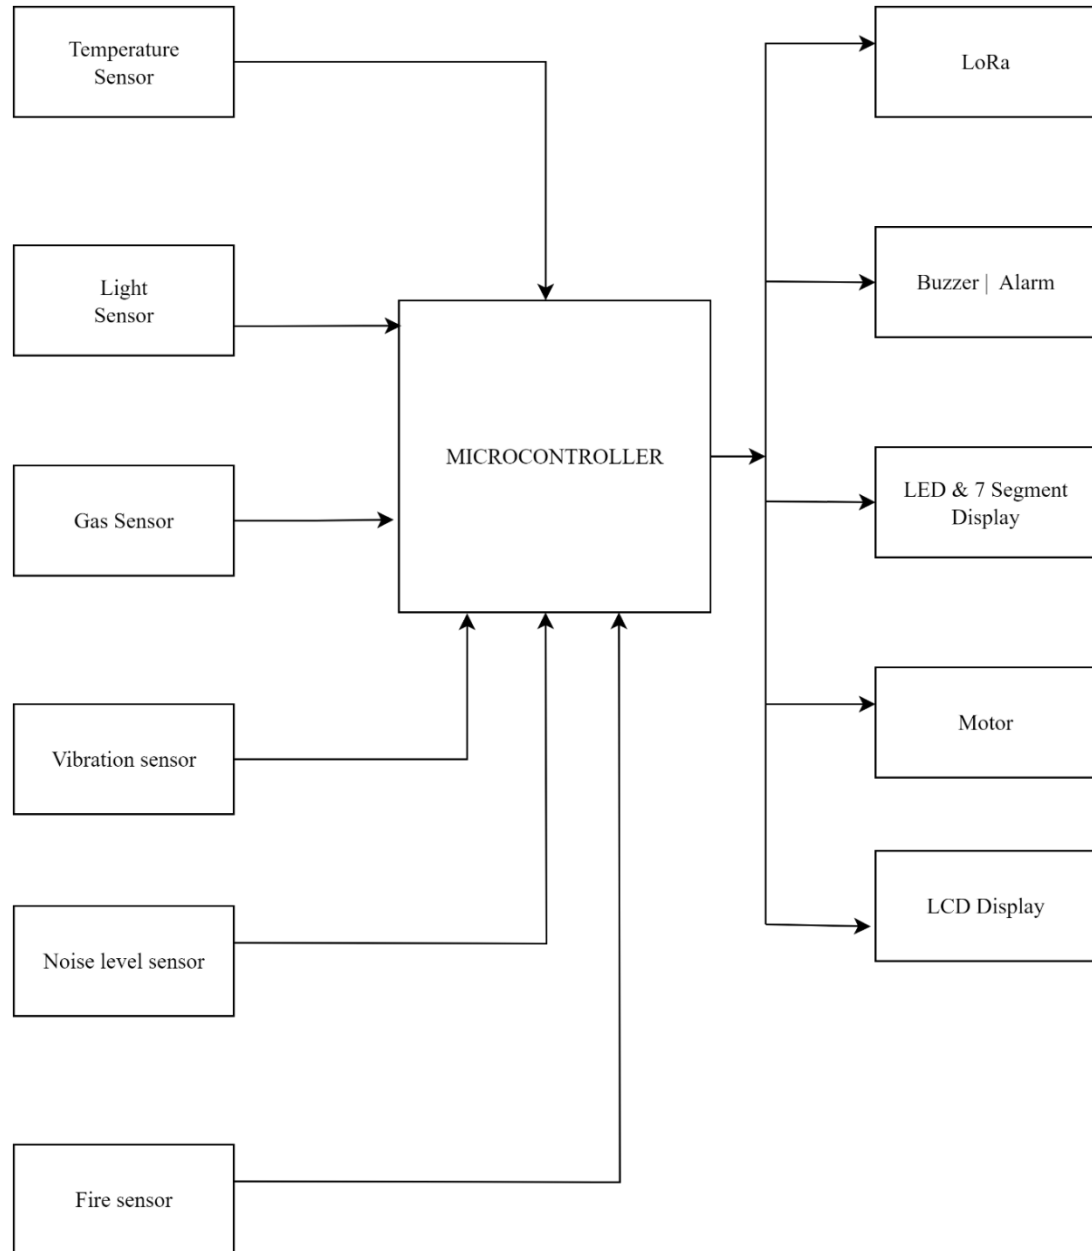 Temperature
Sensor
LoRa
Light
Sensor
Buzzer | Alarm
MICROCONTROLLER
Gas Sensor
LED & 7 Segment
Display
Vibration sensor
Motor
Noise level sensor
LCD Display
Fire sensor